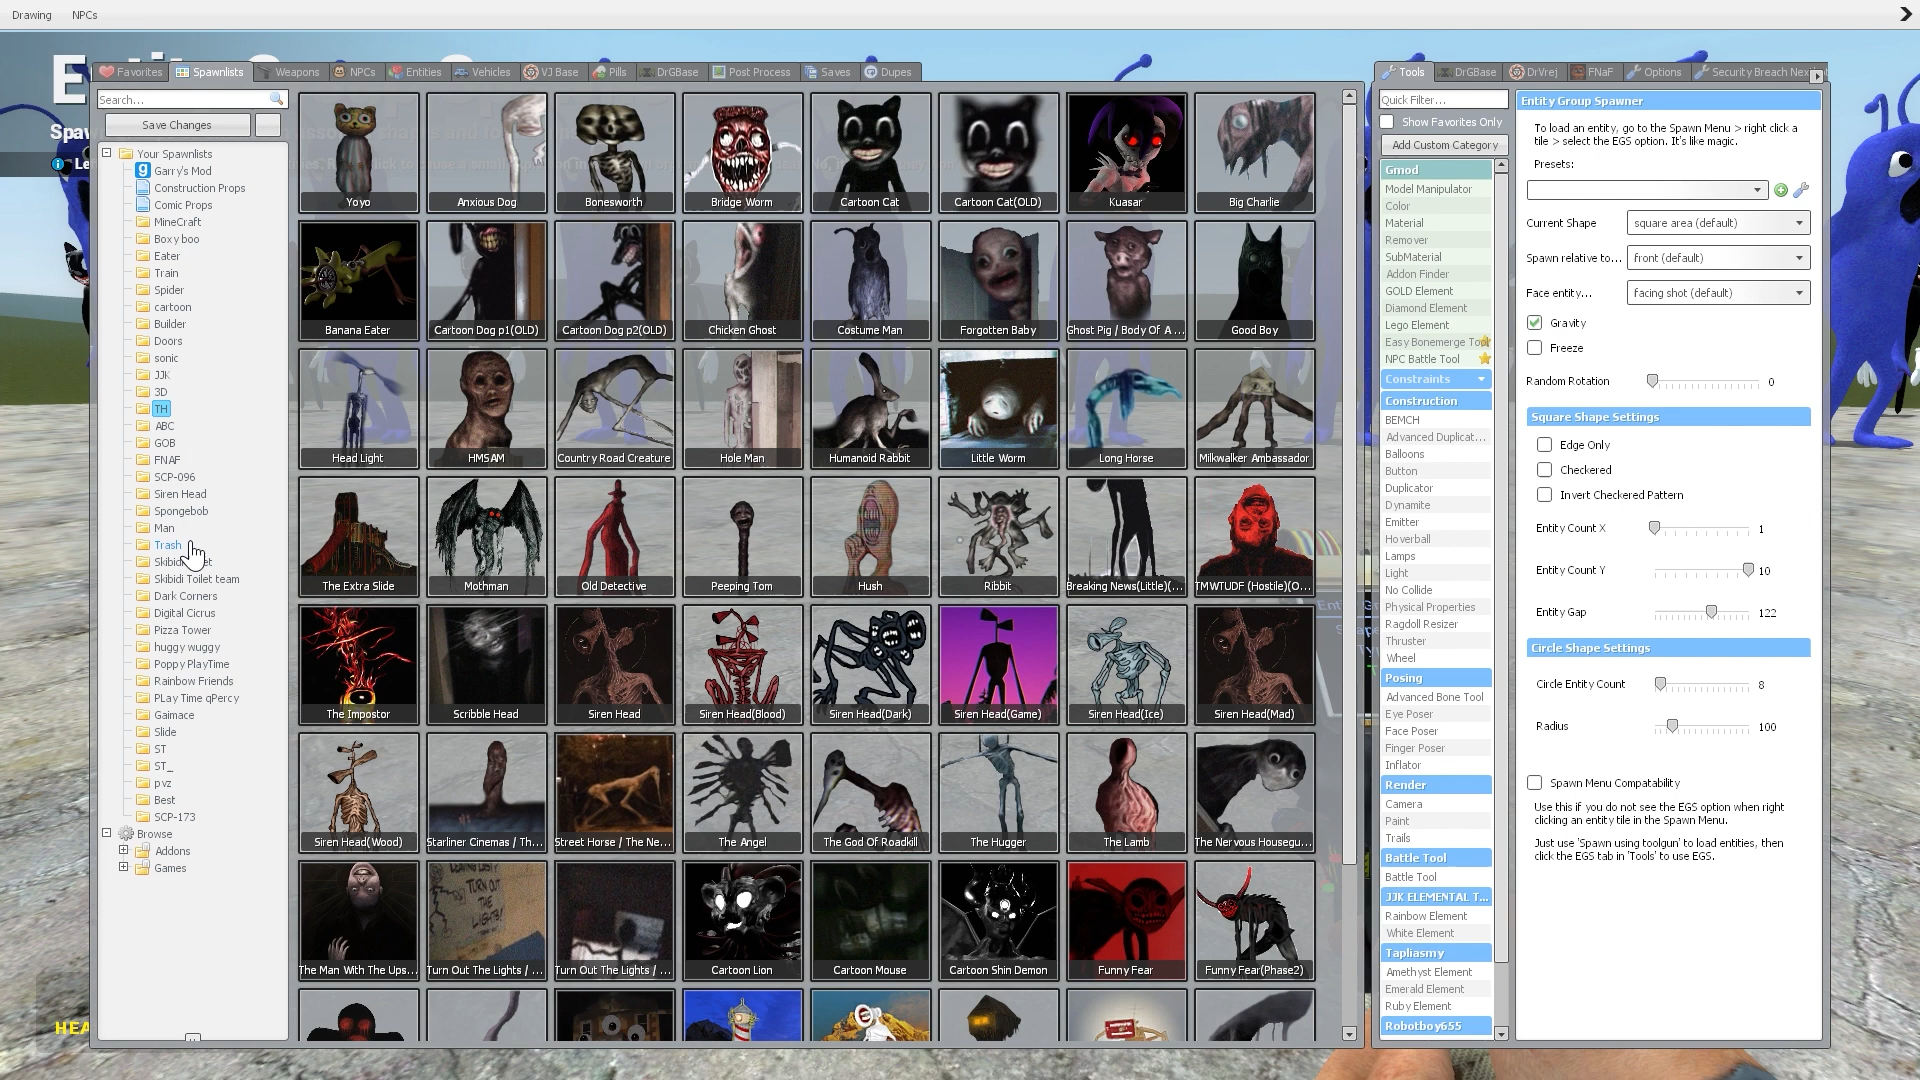 Drawing NPCs
Favorites Spawnlists Weapons NPCs Entities Vehicles VJ Base Pills DrGBase Post Process Saves Dupes
Search...
Save Changes
Your Spawnlists
Garry's Mod
Construction Props
Comic Props
MineCraft
Boxy boo
Eater
Train
Spider
cartoon
Builder
Doors
sonic
JJK
3D
TH
ABC
GOB
FNAF
SCP-096
Siren Head
Spongebob
Man
Trash
Skibidi
Skibidi Toilet team
Dark Corners
Digital Cicrus
Pizza Tower
huggy wuggy
Poppy PlayTime
Rainbow Friends
PLay Time qPercy
Gaimace
Slide
ST
ST_
pvz
Best
SCP-173
Browse
Addons
Games
Yoyo Anxious Dog Bonesworth Bridge Worm Cartoon Cat Cartoon Cat(OLD) Kuasar Big Charlie
Banana Eater Cartoon Dog p1(OLD) Cartoon Dog p2(OLD) Chicken Ghost Costume Man Forgotten Baby Ghost Pig / Body Of A ... Good Boy
Head Light HMSAM Country Road Creature Hole Man Humanoid Rabbit Little Worm Long Horse Milkwalker Ambassador
The Extra Slide Mothman Old Detective Peeping Tom Hush Ribbit Breaking News(Little)(... TMWTUDF (Hostile)(O...
The Impostor Scribble Head Siren Head Siren Head(Blood) Siren Head(Dark) Siren Head(Game) Siren Head(Ice) Siren Head(Mad)
Siren Head(Wood) Starliner Cinemas / Th... Street Horse / The Ne... The Angel The God Of Roadkill The Hugger The Lamb The Nervous Housegu...
TURN OUT
THE
LIGHTS!
The Man With The Ups... Turn Out The Lights / ... Turn Out The Lights / ... Cartoon Lion Cartoon Mouse Cartoon Shin Demon Funny Fear Funny Fear(Phase2)
HEA
Tools DrGBase DrVrej FNaF Options Security Breach Nex
Quick Filter...
Show Favorites Only
Add Custom Category
Gmod
Model Manipulator
Color
Material
Remover
SubMaterial
Addon Finder
GOLD Element
Diamond Element
Lego Element
Easy Bonemerge Tool
NPC Battle Tool
Constraints
Construction
BEMCH
Advanced Duplicat...
Balloons
Button
Duplicator
Dynamite
Emitter
Hoverball
Lamps
Light
No Collide
Physical Properties
Ragdoll Resizer
Thruster
Wheel
Posing
Advanced Bone Tool
Eye Poser
Face Poser
Finger Poser
Inflator
Render
Camera
Paint
Trails
Battle Tool
Battle Tool
JJK ELEMENTAL T...
Rainbow Element
White Element
Tapliasmy
Amethyst Element
Emerald Element
Ruby Element
Robotboy655
Entity Group Spawner
To load an entity, go to the Spawn Menu > right click a
tile > select the EGS option. It's like magic.
Presets:
Current Shape square area (default)
Spawn relative to... front (default)
Face entity... facing shot (default)
Gravity
Freeze
Random Rotation 0
Square Shape Settings
Edge Only
Checkered
Invert Checkered Pattern
Entity Count X 1
Entity Count Y 10
Entity Gap 122
Circle Shape Settings
Circle Entity Count 8
Radius 100
Spawn Menu Compatability
Use this if you do not see the EGS option when right
clicking an entity tile in the Spawn Menu.
Just use 'Spawn using toolgun' to load entities, then
click the EGS tab in 'Tools' to use EGS.